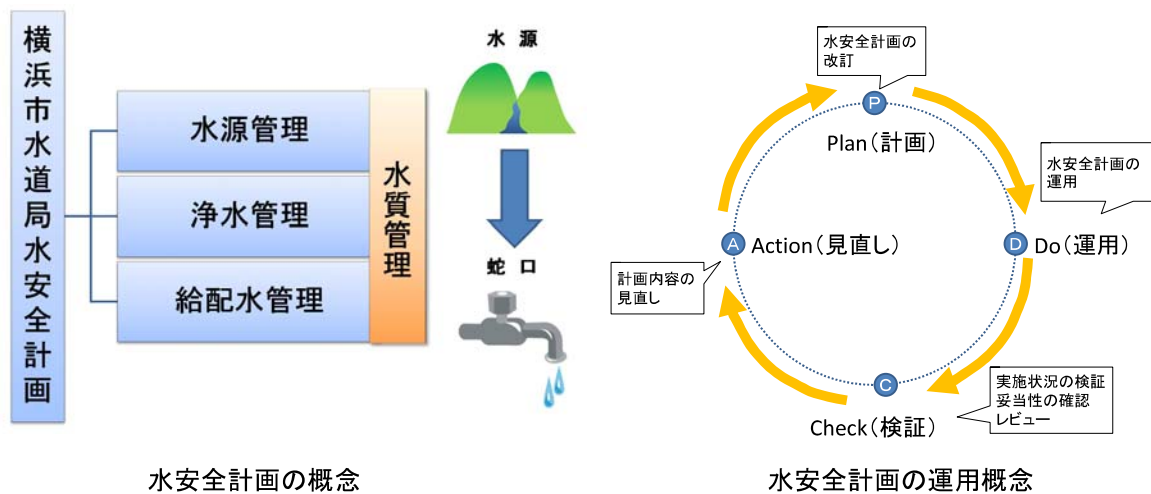 横浜市水道局水安全計画
水源管理
浄水管理
給配水管理
水質管理
水 源
蛇 口
水安全計画の概念
水安全計画の
改訂
P
Plan(計画)
水安全計画の
運用
D
Do(運用)
A
Action(見直し)
計画内容の
見直し
C
Check(検証)
実施状況の検証
妥当性の確認
レビュー
水安全計画の運用概念